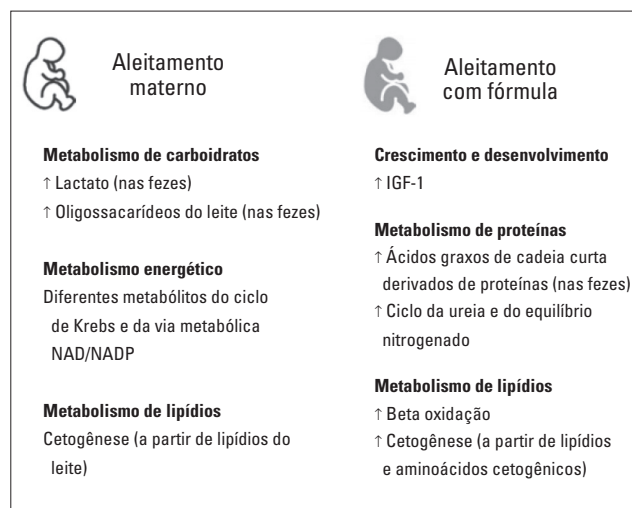 Aleitamento
materno
Metabolismo de carboidratos
↑ Lactato (nas fezes)
↑ Oligossacarídeos do leite (nas fezes)
Metabolismo energético
Diferentes metabólitos do ciclo
de Krebs e da via metabólica
NAD/NADP
Metabolismo de lipídios
Cetogênese (a partir de lipídios do
leite)
Aleitamento
com fórmula
Crescimento e desenvolvimento
↑ IGF-1
Metabolismo de proteínas
↑ Ácidos graxos de cadeia curta
derivados de proteínas (nas fezes)
↑ Ciclo da ureia e do equilíbrio
nitrogenado
Metabolismo de lipídios
↑ Beta oxidação
↑ Cetogênese (a partir de lipídios
e aminoácidos cetogênicos)